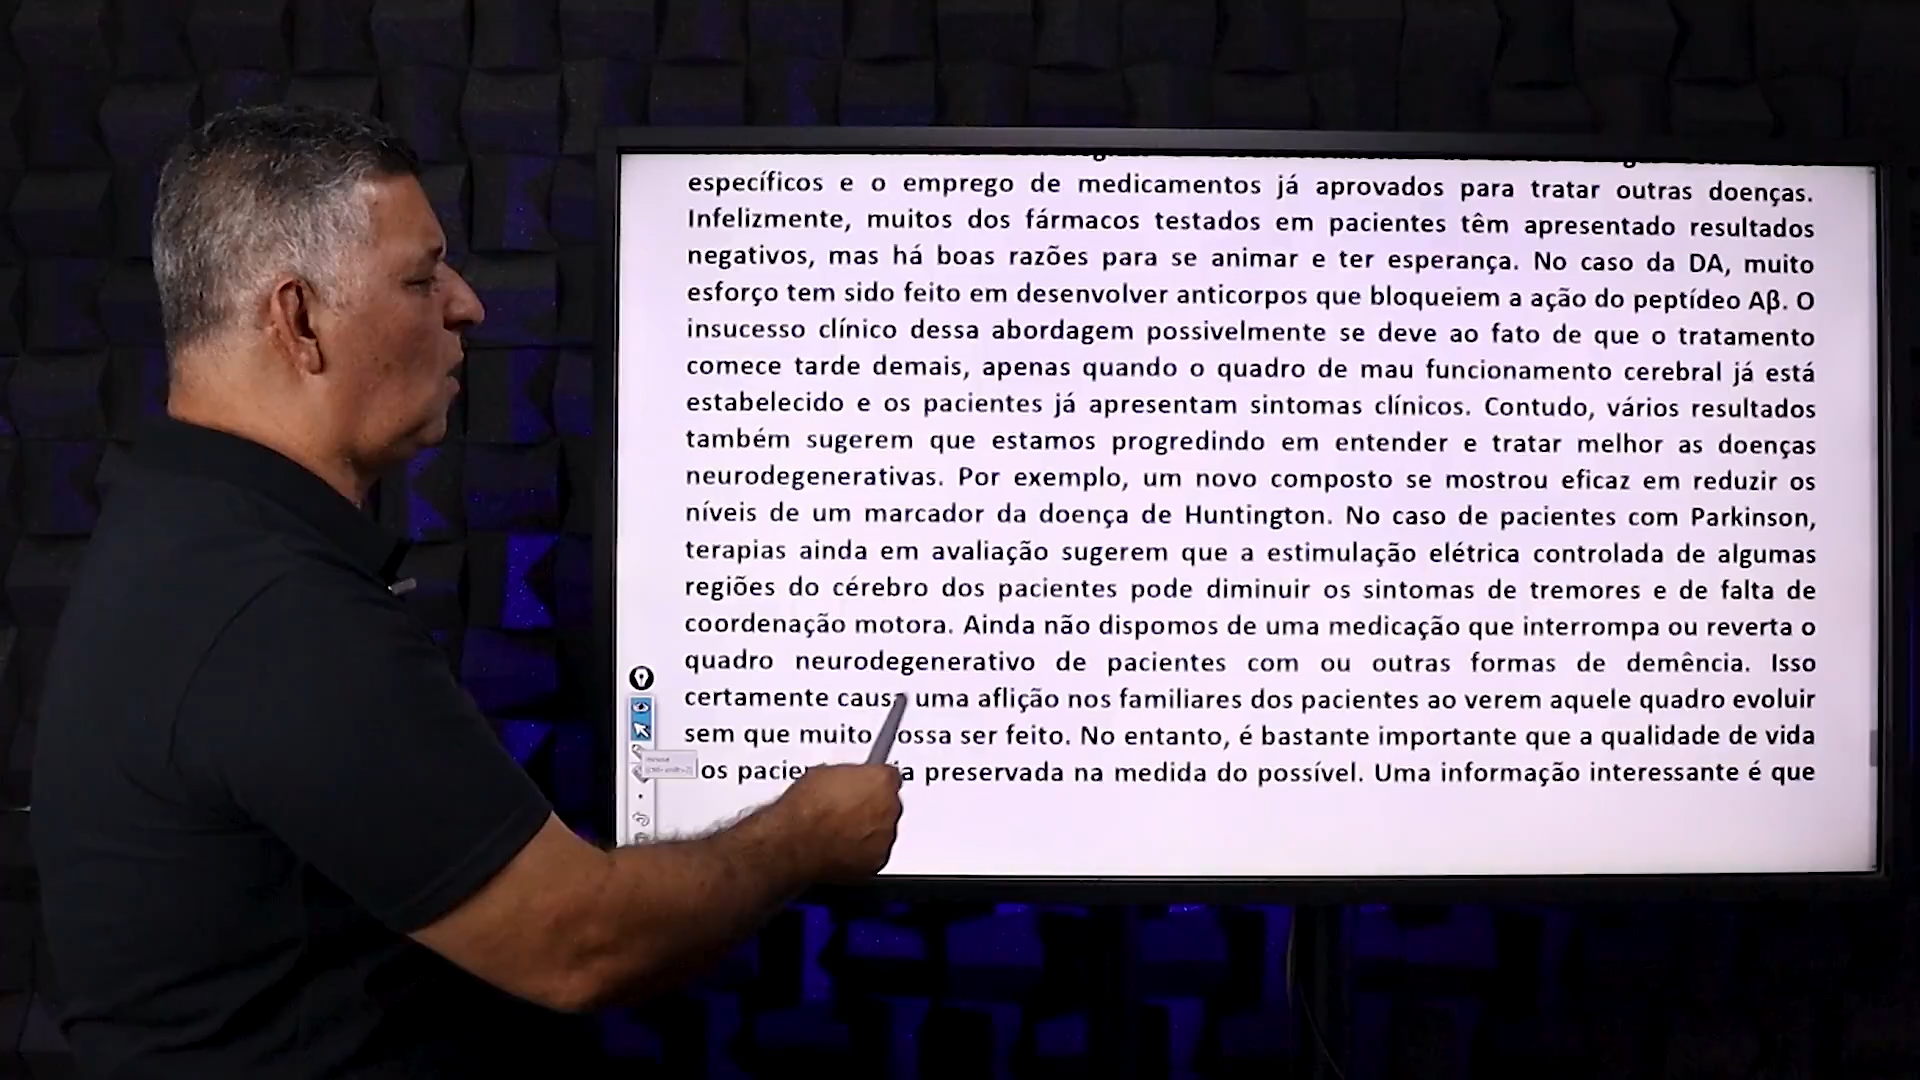 específicos e o emprego de medicamentos já aprovados para tratar outras doenças.
Infelizmente, muitos dos fármacos testados em pacientes têm apresentado resultados
negativos, mas há boas razões para se animar e ter esperança. No caso da DA, muito
esforço tem sido feito em desenvolver anticorpos que bloqueiem a ação do peptídeo Aβ. O
insucesso clínico dessa abordagem possivelmente se deve ao fato de que o tratamento
comece tarde demais, apenas quando o quadro de mau funcionamento cerebral já está
estabelecido e os pacientes já apresentam sintomas clínicos. Contudo, vários resultados
também sugerem que estamos progredindo em entender e tratar melhor as doenças
neurodegenerativas. Por exemplo, um novo composto se mostrou eficaz em reduzir os
níveis de um marcador da doença de Huntington. No caso de pacientes com Parkinson,
terapias ainda em avaliação sugerem que a estimulação elétrica controlada de algumas
regiões do cérebro dos pacientes pode diminuir os sintomas de tremores e de falta de
coordenação motora. Ainda não dispomos de uma medicação que interrompa ou reverta o
quadro neurodegenerativo de pacientes com ou outras formas de demência. Isso
certamente causa uma aflição nos familiares dos pacientes ao verem aquele quadro evoluir
sem que muito ossa ser feito. No entanto, é bastante importante que a qualidade de vida
os pacien a preservada na medida do possível. Uma informação interessante é que